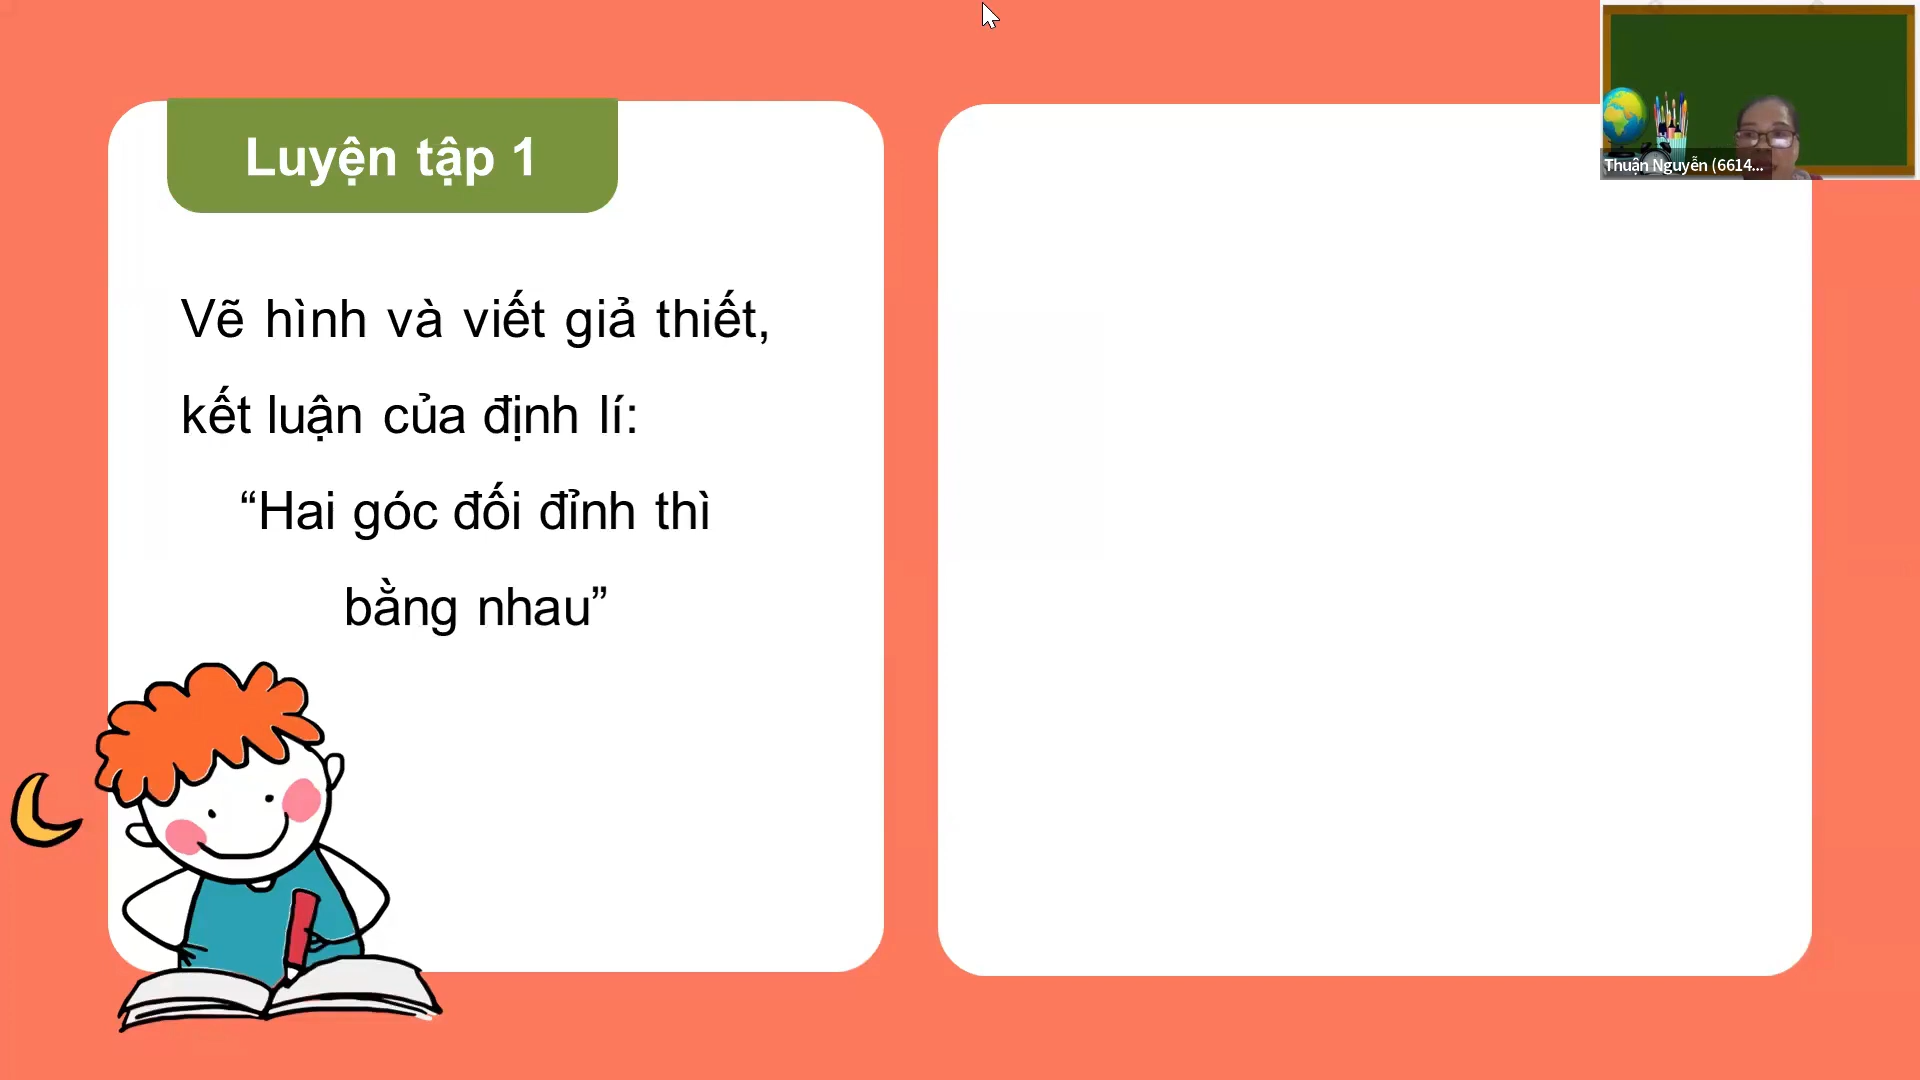 Luyện tập 1
Vẽ hình và viết giả thiết,
kết luận của định lí:
“Hai góc đối đỉnh thì
bằng nhau”
Thuận Nguyễn (6614...